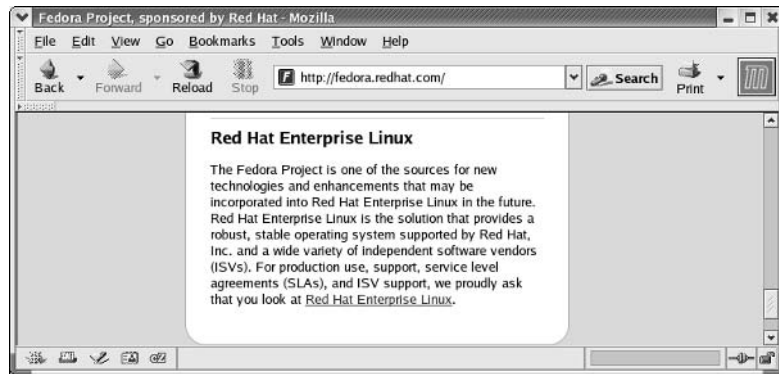 Fedora Project, sponsored by Red Hat - Mozilla
File Edit View Go Bookmarks Tools Window Help
Back Forward Reload Stop http://fedora.redhat.com/ Search Print
Red Hat Enterprise Linux
The Fedora Project is one of the sources for new
technologies and enhancements that may be
incorporated into Red Hat Enterprise Linux in the future.
Red Hat Enterprise Linux is the solution that provides a
robust, stable operating system supported by Red Hat,
Inc. and a wide variety of independent software vendors
(ISVs). For production use, support, service level
agreements (SLAs), and ISV support, we proudly ask
that you look at Red Hat Enterprise Linux.